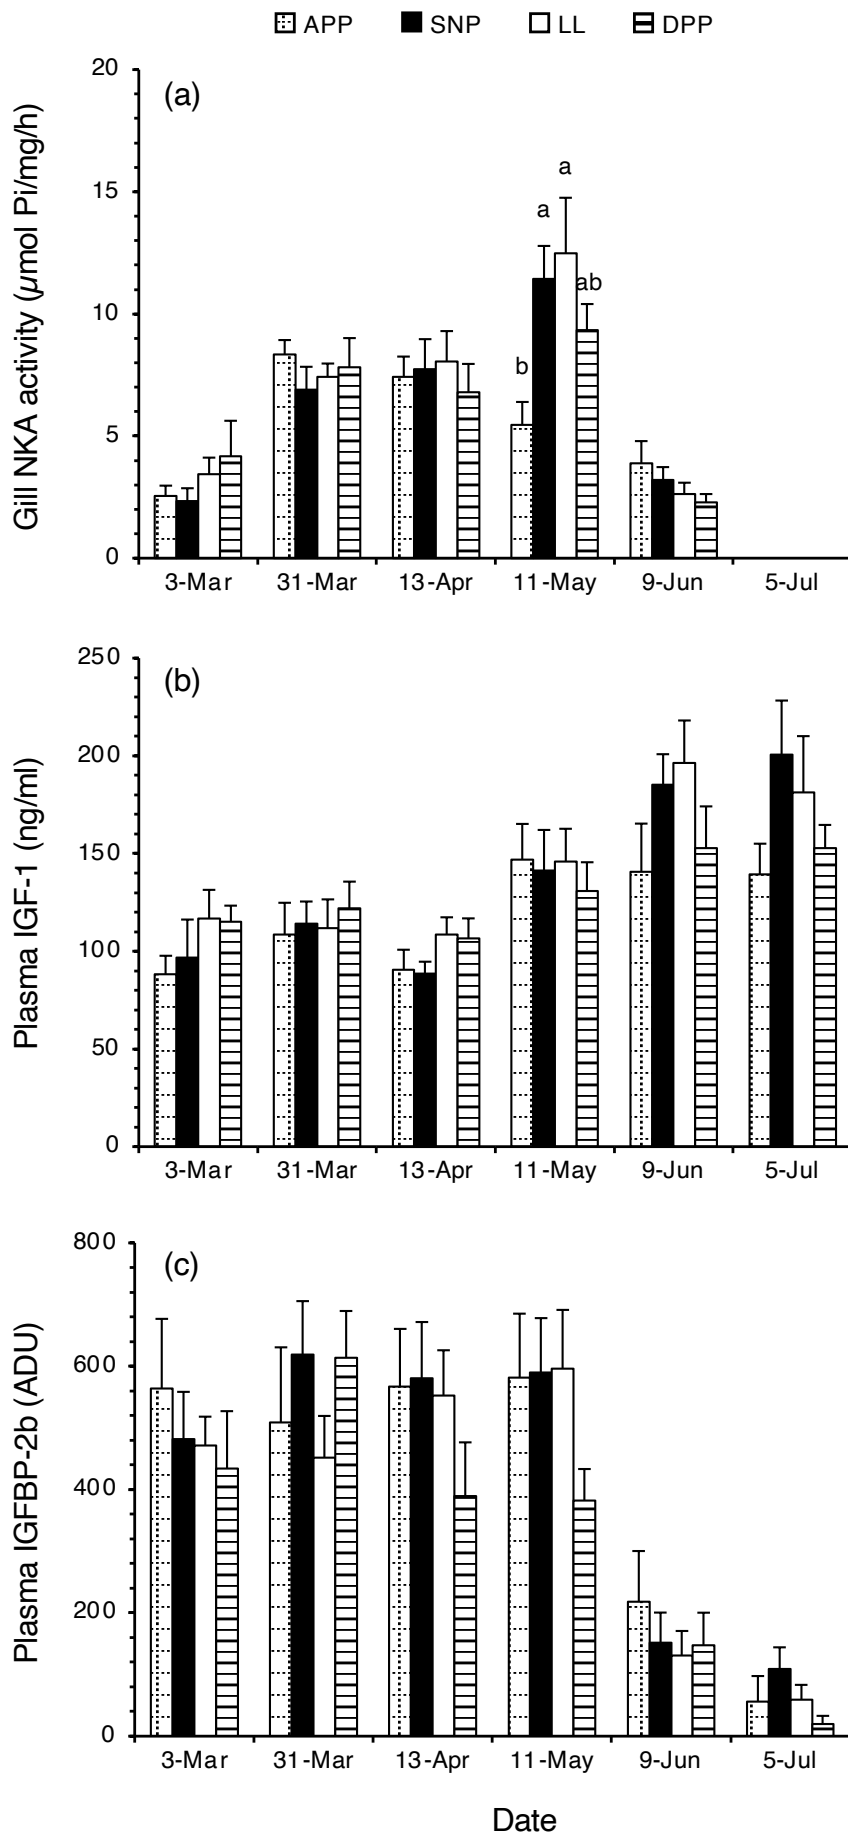 APP SNP LL DPP
(a)
Gill NKA activity (µmol Pi/mg/h)
20
15
10
5
0
a
a
ab
b
3-Mar 31-Mar 13-Apr 11-May 9-Jun 5-Jul
(b)
Plasma IGF-1 (ng/ml)
250
200
150
100
50
0
3-Mar 31-Mar 13-Apr 11-May 9-Jun 5-Jul
(c)
Plasma IGFBP-2b (ADU)
800
600
400
200
0
3-Mar 31-Mar 13-Apr 11-May 9-Jun 5-Jul
Date